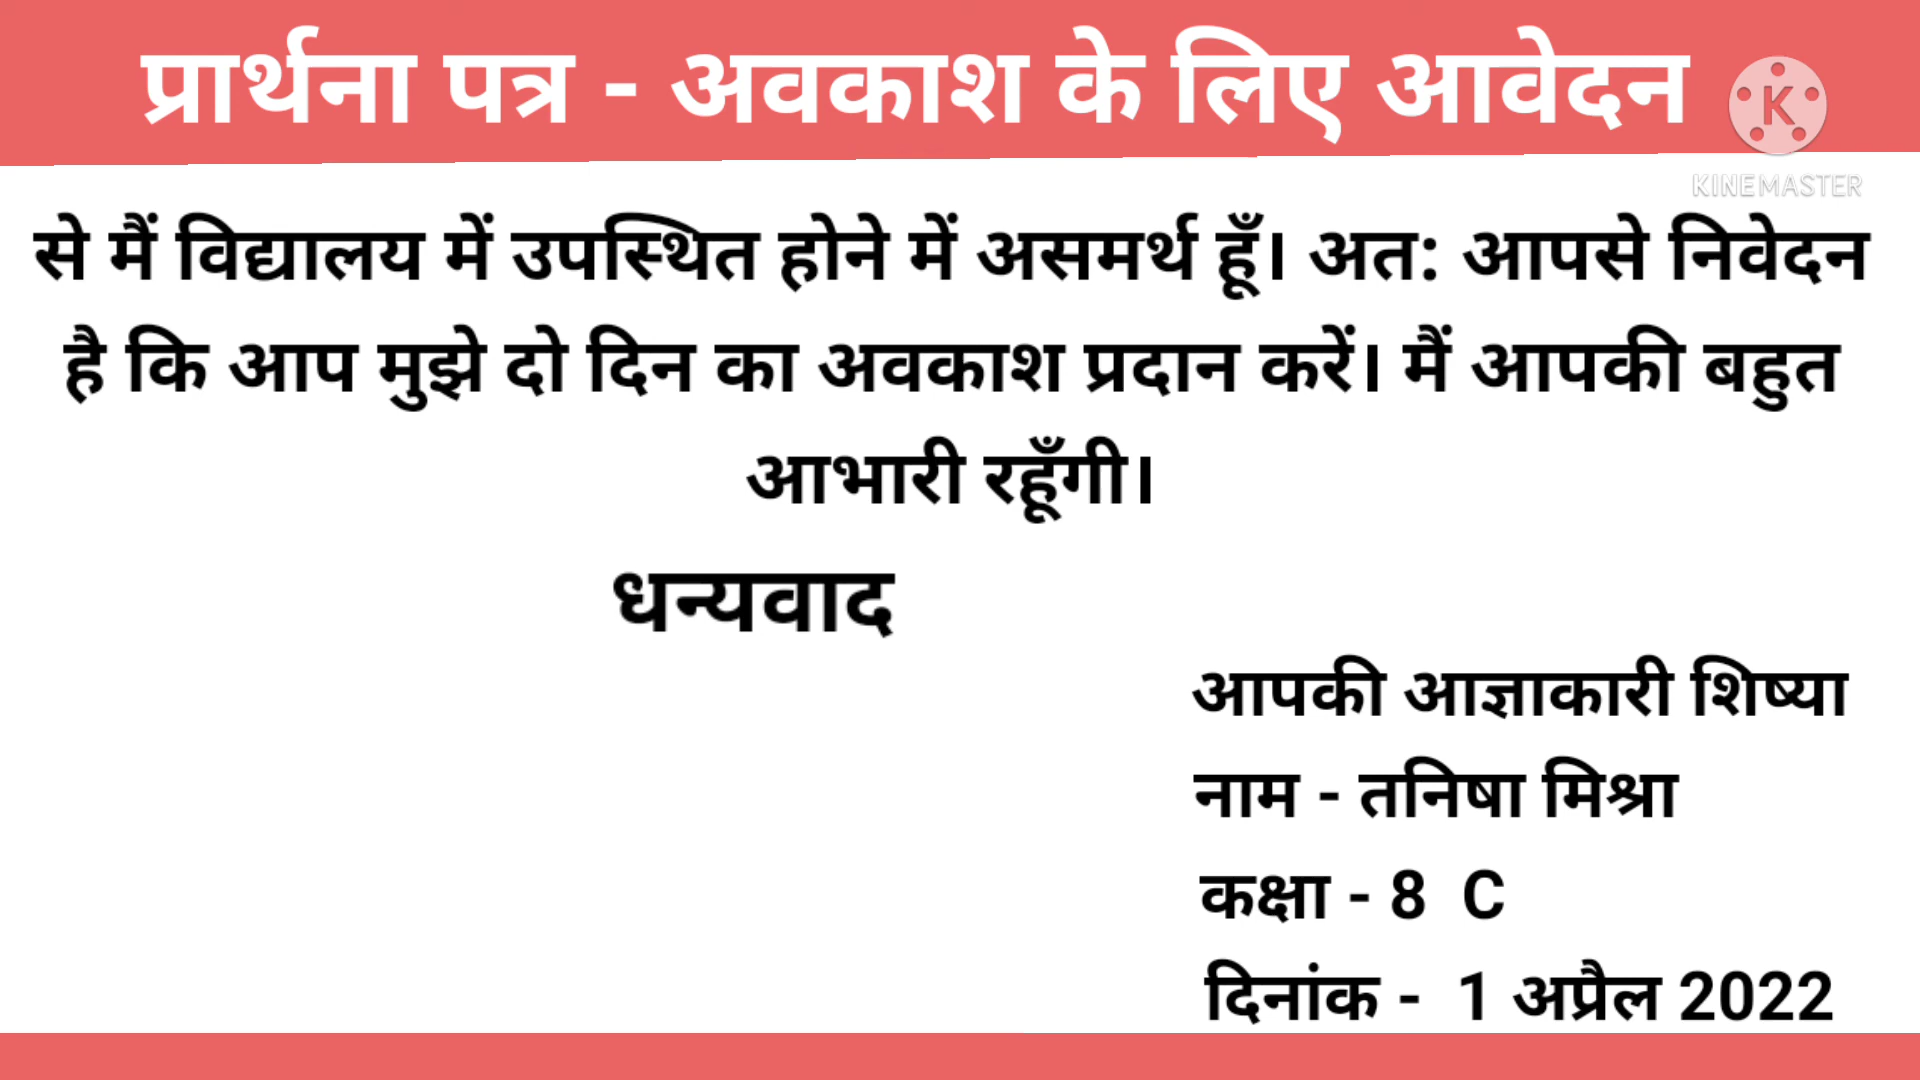 प्रार्थना पत्र - अवकाश के लिए आवेदन
K
KINEMASTER
से मैं विद्यालय में उपस्थित होने में असमर्थ हूँ। अत: आपसे निवेदन
है कि आप मुझे दो दिन का अवकाश प्रदान करें। मैं आपकी बहुत
आभारी रहूँगी।
धन्यवाद
आपकी आज्ञाकारी शिष्या
नाम - तनिषा मिश्रा
कक्षा - 8 C
दिनांक - 1 अप्रैल 2022